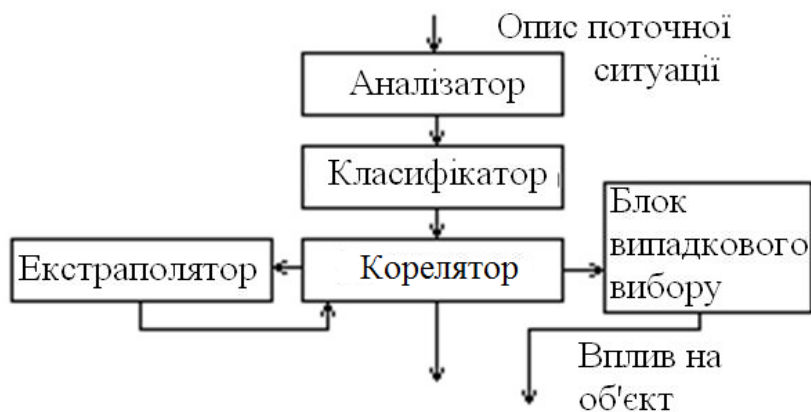 Опис поточної
ситуації
Аналізатор
Класифікатор
Блок
випадкового
вибору
Екстраполятор
Корелятор
Вплив на
об'єкт